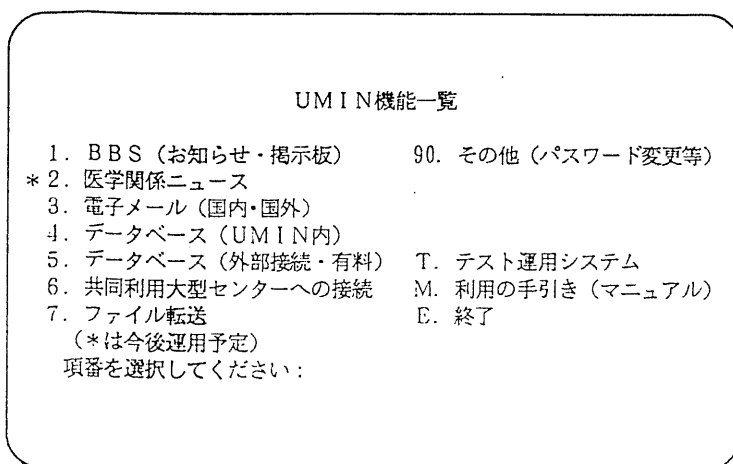 UMIN機能一覧
1. BBS（お知らせ・掲示板） 90. その他（パスワード変更等）
*2. 医学関係ニュース
3. 電子メール（国内・国外）
4. データベース（UMIN内）
5. データベース（外部接続・有料） T. テスト運用システム
6. 共同利用大型センターへの接続 M. 利用の手引き（マニュアル）
7. ファイル転送 E. 終了
（*は今後運用予定）
項番を選択してください：